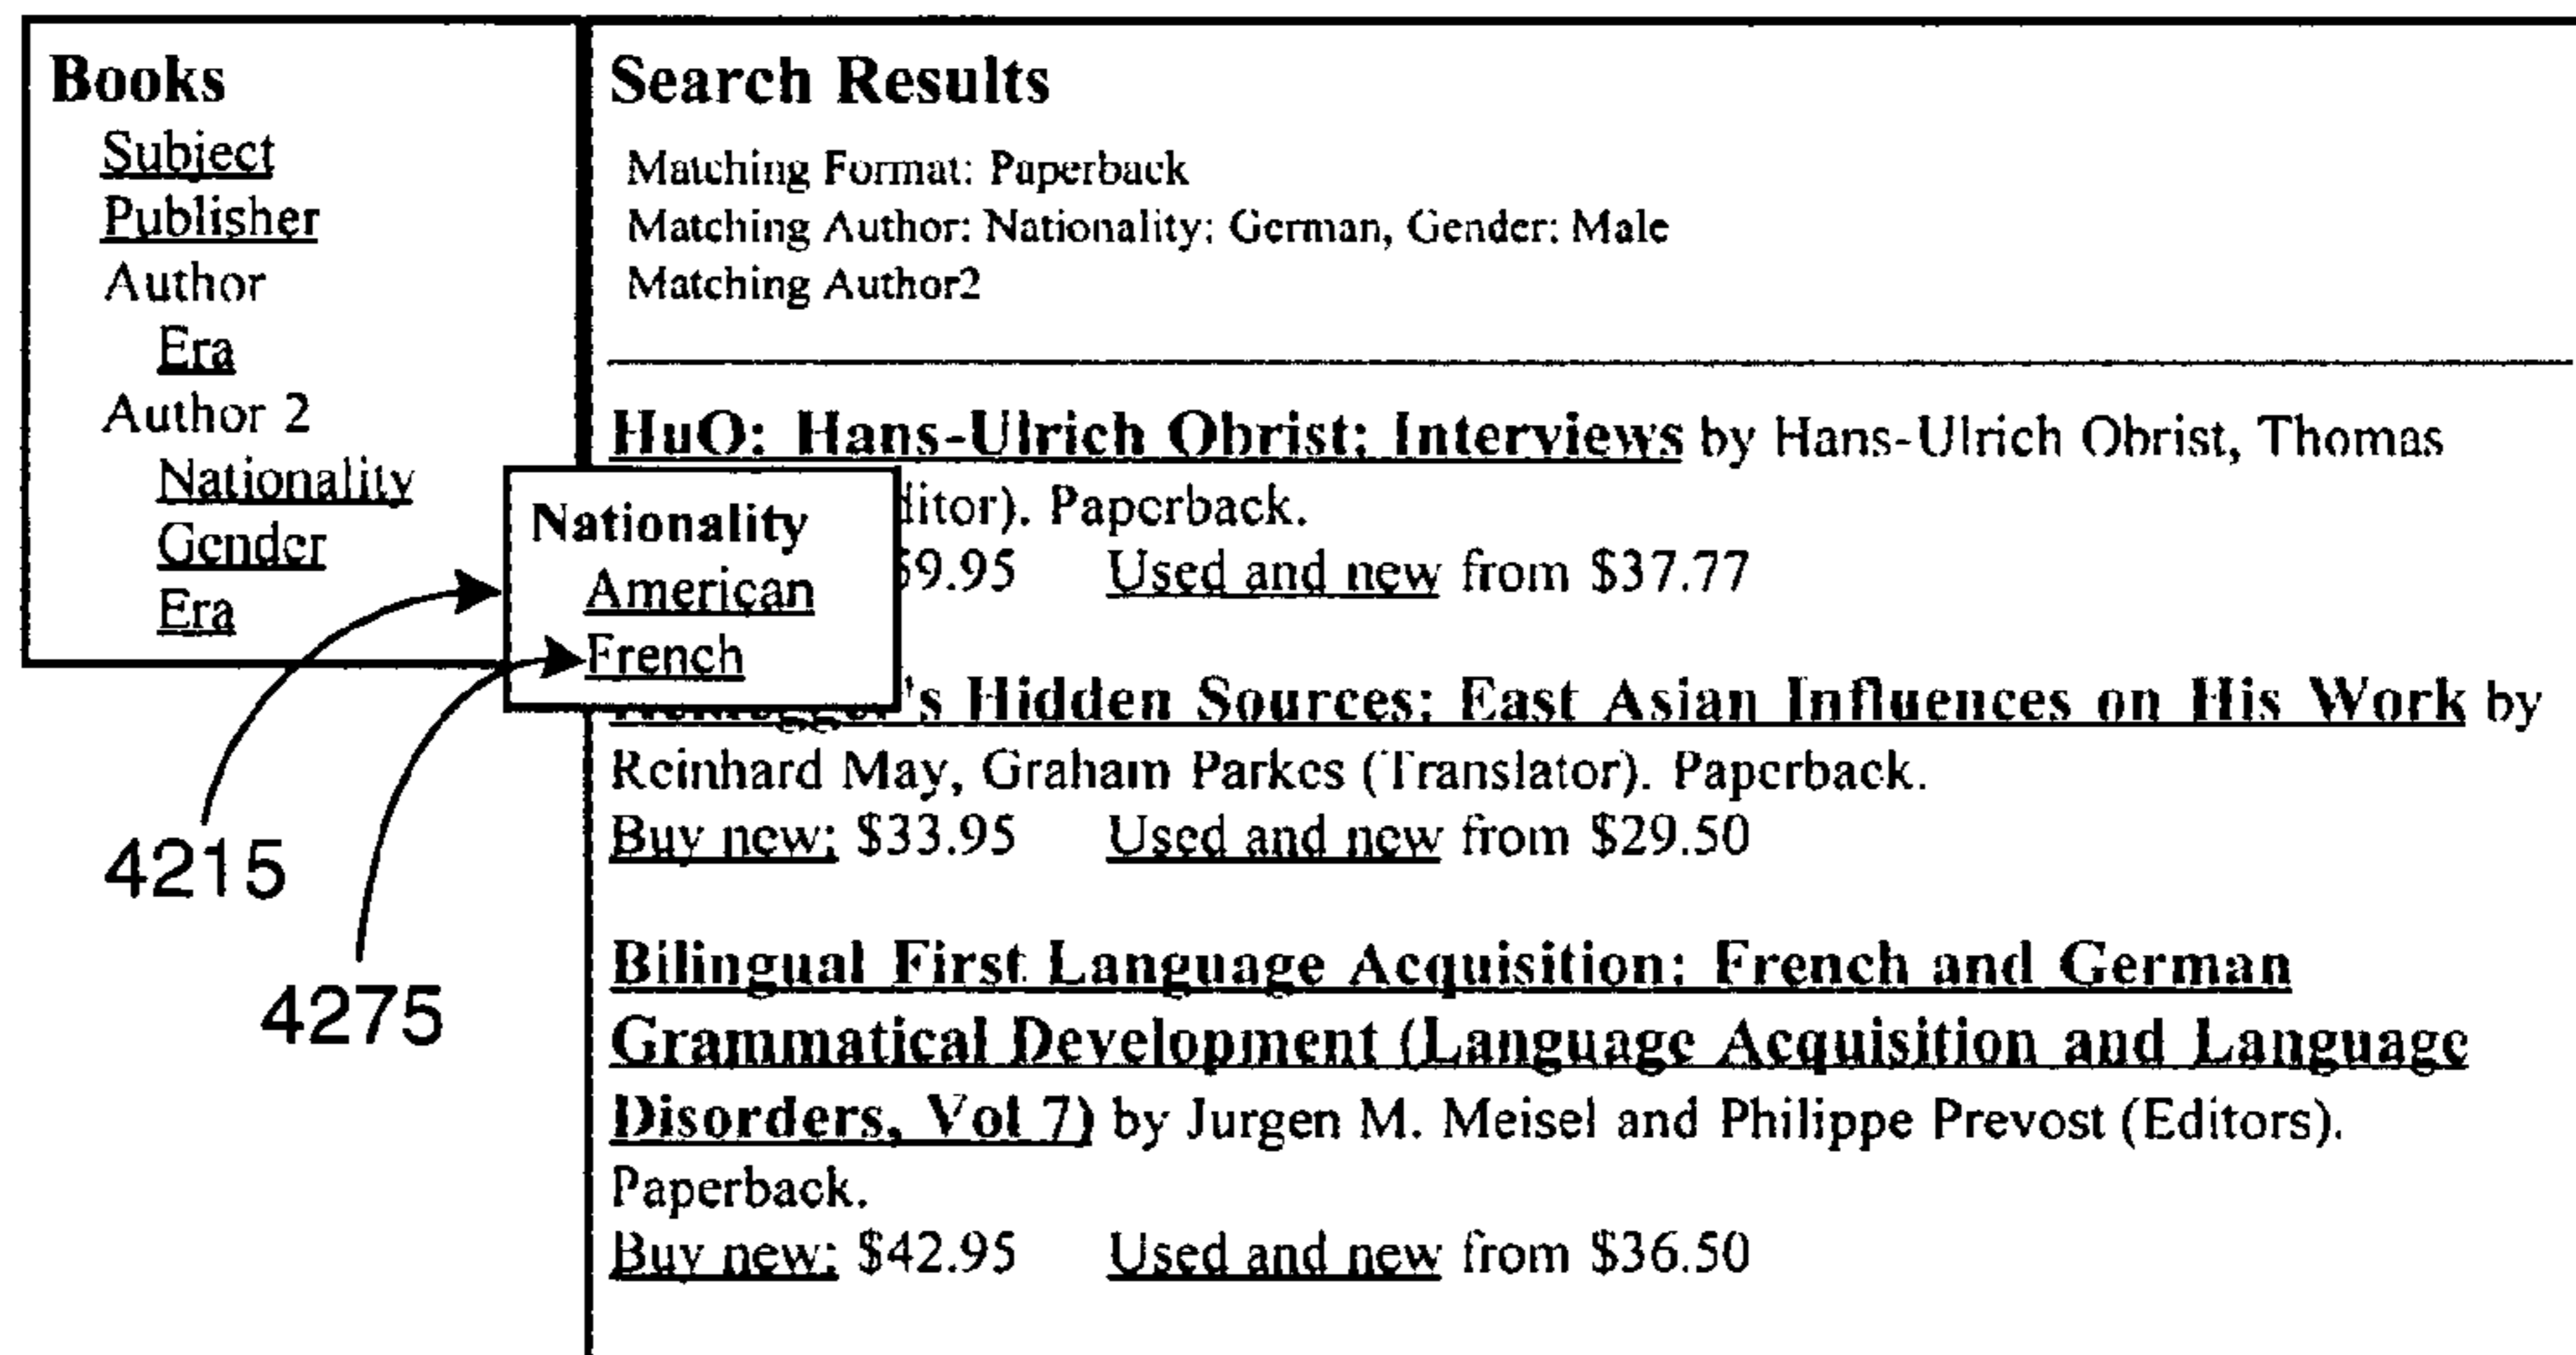 Books
Subject
Publisher
Author
Era
Author 2
Nationality
Gender
Era
Nationality
American
French
4215
4275
Search Results
Matching Format: Paperback
Matching Author: Nationality: German, Gender: Male
Matching Author2
HuO: Hans-Ulrich Obrist: Interviews by Hans-Ulrich Obrist, Thomas
ditor). Paperback.
$59.95 Used and new from $37.77
's Hidden Sources: East Asian Influences on His Work by
Reinhard May, Graham Parkes (Translator). Paperback.
Buy new: $33.95 Used and new from $29.50
Bilingual First Language Acquisition: French and German
Grammatical Development (Language Acquisition and Language
Disorders, Vol 7) by Jurgen M. Meisel and Philippe Prevost (Editors).
Paperback.
Buy new: $42.95 Used and new from $36.50